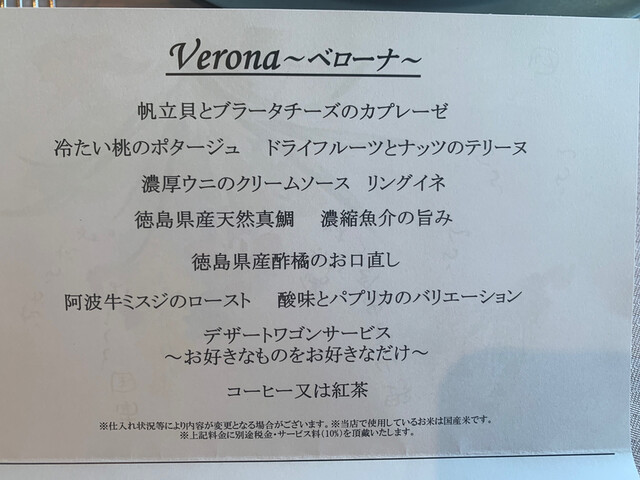 Verona～ベローナ～
帆立貝とブラータチーズのカプレーゼ
冷たい桃のポタージュ　ドライフルーツとナッツのテリーヌ
濃厚ウニのクリームソース　リングイネ
徳島県産天然真鯛　濃縮魚介の旨み
徳島県産酢橘のお口直し
阿波牛ミスジのロースト　酸味とパプリカのバリエーション
デザートワゴンサービス
～お好きなものをお好きなだけ～
コーヒー又は紅茶
※仕入れ状況等により内容が変更となる場合がございます。※当店で使用しているお米は国産米です。
※上記料金に別途税金・サービス料(10%)を頂戴いたします。